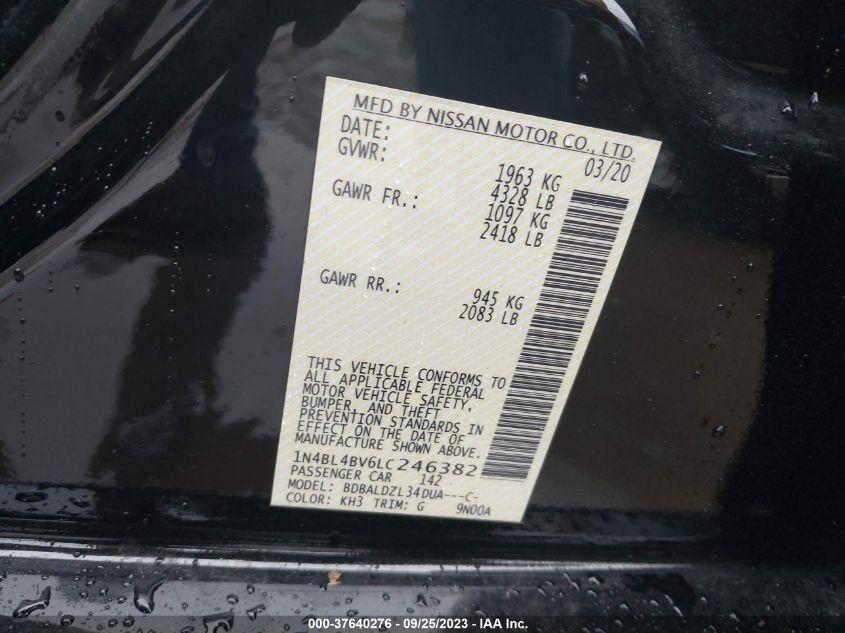 MFD BY NISSAN MOTOR CO., LTD.
DATE: 03/20
GVWR: 1963 KG
4328 LB
GAWR FR.: 1097 KG
2418 LB
GAWR RR.: 945 KG
2083 LB
THIS VEHICLE CONFORMS TO
ALL APPLICABLE FEDERAL
MOTOR VEHICLE SAFETY,
BUMPER, AND THEFT
PREVENTION STANDARDS IN
EFFECT ON THE DATE OF
MANUFACTURE SHOWN ABOVE.
1N4BL4BV6LC246382
PASSENGER CAR 142
MODEL: BDBALDZL34DUA---C-
COLOR: KH3 TRIM: G 9N00A
000-37640276 - 09/25/2023 - IAA Inc.